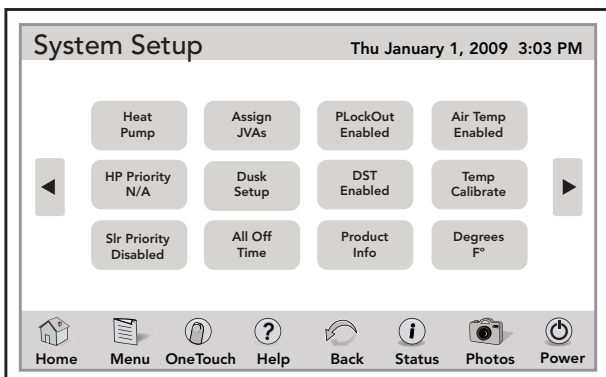 System Setup
Thu January 1, 2009 3:03 PM
Heat
Pump
Assign
JVAs
PLockOut
Enabled
Air Temp
Enabled
HP Priority
N/A
Dusk
Setup
DST
Enabled
Temp
Calibrate
Slr Priority
Disabled
All Off
Time
Product
Info
Degrees
F°
Home
Menu
OneTouch
Help
Back
Status
Photos
Power